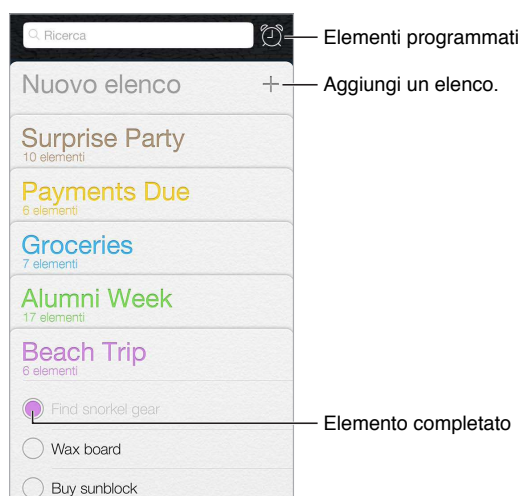 Ricerca
Elementi programmati
Nuovo elenco
Aggiungi un elenco.
Surprise Party
10 elementi
Payments Due
6 elementi
Groceries
7 elementi
Alumni Week
17 elementi
Beach Trip
6 elementi
Find snorkel gear
Elemento completato
Wax board
Buy sunblock